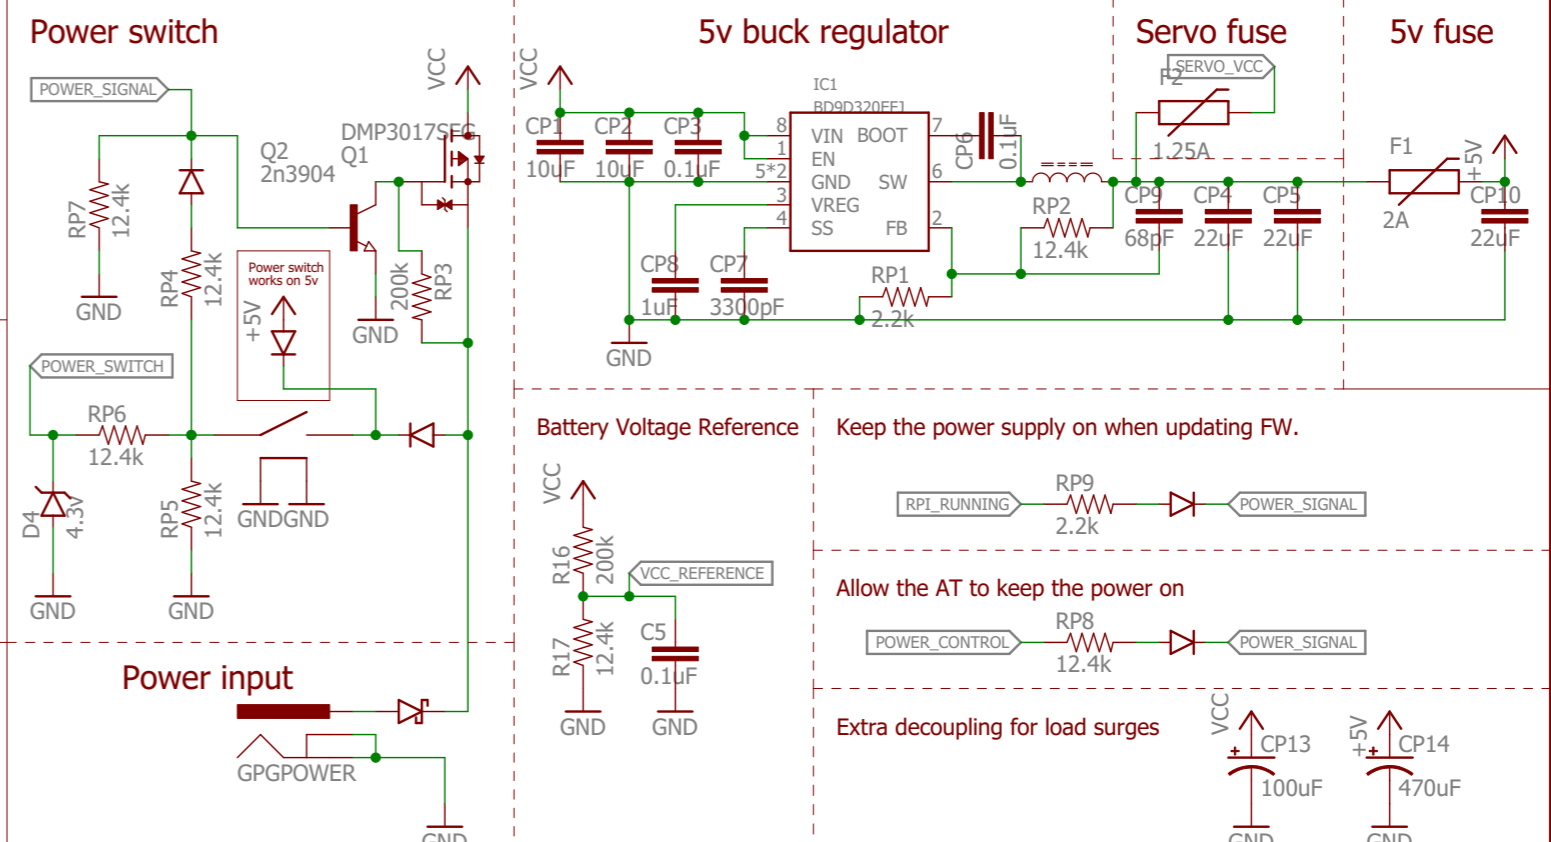 Power switch
POWER_SIGNAL
VCC
DMP3017SFG
Q1
Q2
2n3904
RP7
12.4k
RP4
12.4k
GND
Power switch
works on 5v
+5V
200k
RP3
GND
POWER_SWITCH
RP6
12.4k
D4
4.3v
RP5
12.4k
GND
GND
GND
GND
Power input
GPGPOWER
GND
5v buck regulator
VCC
IC1
CP1
10uF
CP2
10uF
CP3
0.1uF
8
1
5*2
3
4
VIN
EN
GND
VREG
SS
BOOT
SW
FB
7
6
2
CP6
0.1uF
RP2
12.4k
RP1
2.2k
CP8
1uF
CP7
3300pF
GND
CP9
68pF
CP4
22uF
CP5
22uF
Servo fuse
SERVO_VCC
F2
1.25A
5v fuse
F1
2A
+5V
CP10
22uF
Battery Voltage Reference
VCC
R16
200k
VCC_REFERENCE
R17
12.4k
C5
0.1uF
GND
GND
Keep the power supply on when updating FW.
RPI_RUNNING
RP9
2.2k
POWER_SIGNAL
Allow the AT to keep the power on
POWER_CONTROL
RP8
12.4k
POWER_SIGNAL
Extra decoupling for load surges
VCC
+
CP13
100uF
GND
+5V
+
CP14
470uF
GND